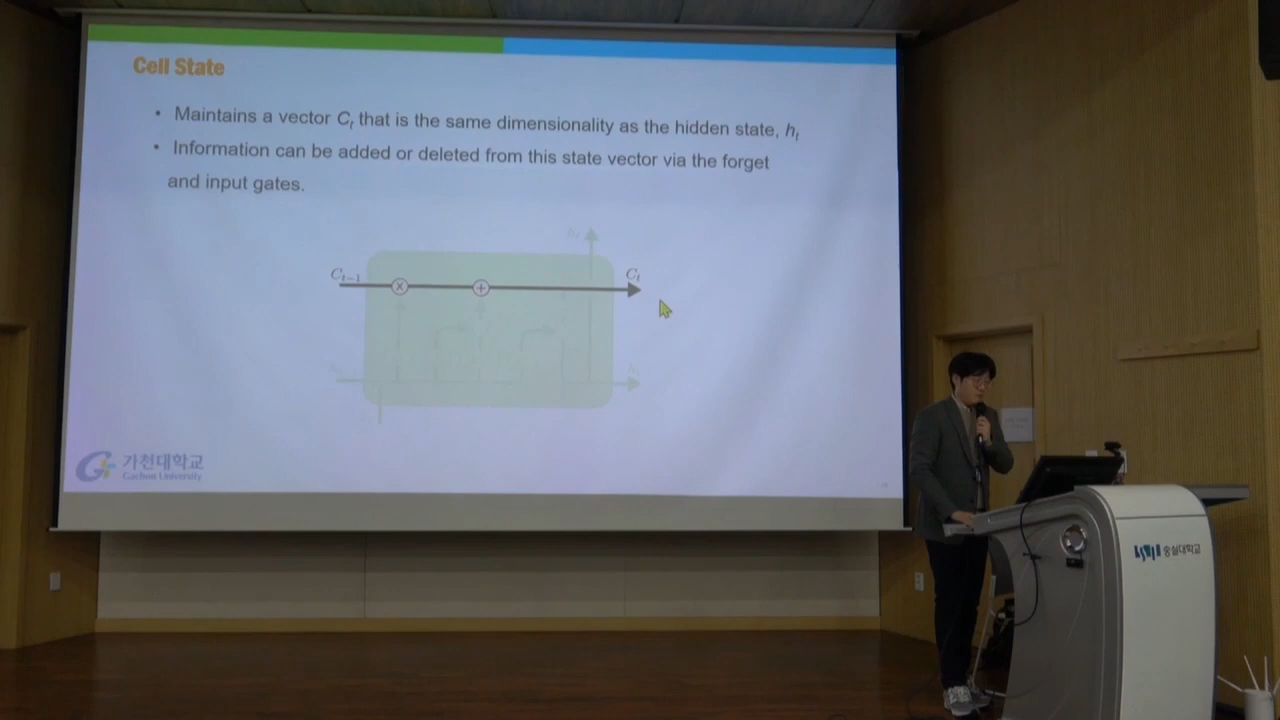 Cell State
• Maintains a vector Cₜ that is the same dimensionality as the hidden state, hₜ
• Information can be added or deleted from this state vector via the forget
and input gates.
hₜ
Cₜ₋₁
Cₜ
×
+
가천대학교
Gachon University
숭실대학교